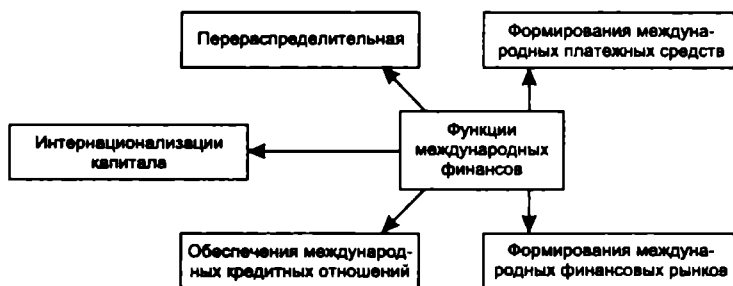 Перераспределительная
Формирования междуна-
родных платежных средств
Интернационализации
капитала
Функции
международных
финансов
Обеспечения международ-
ных кредитных отношений
Формирования междуна-
родных финансовых рынков